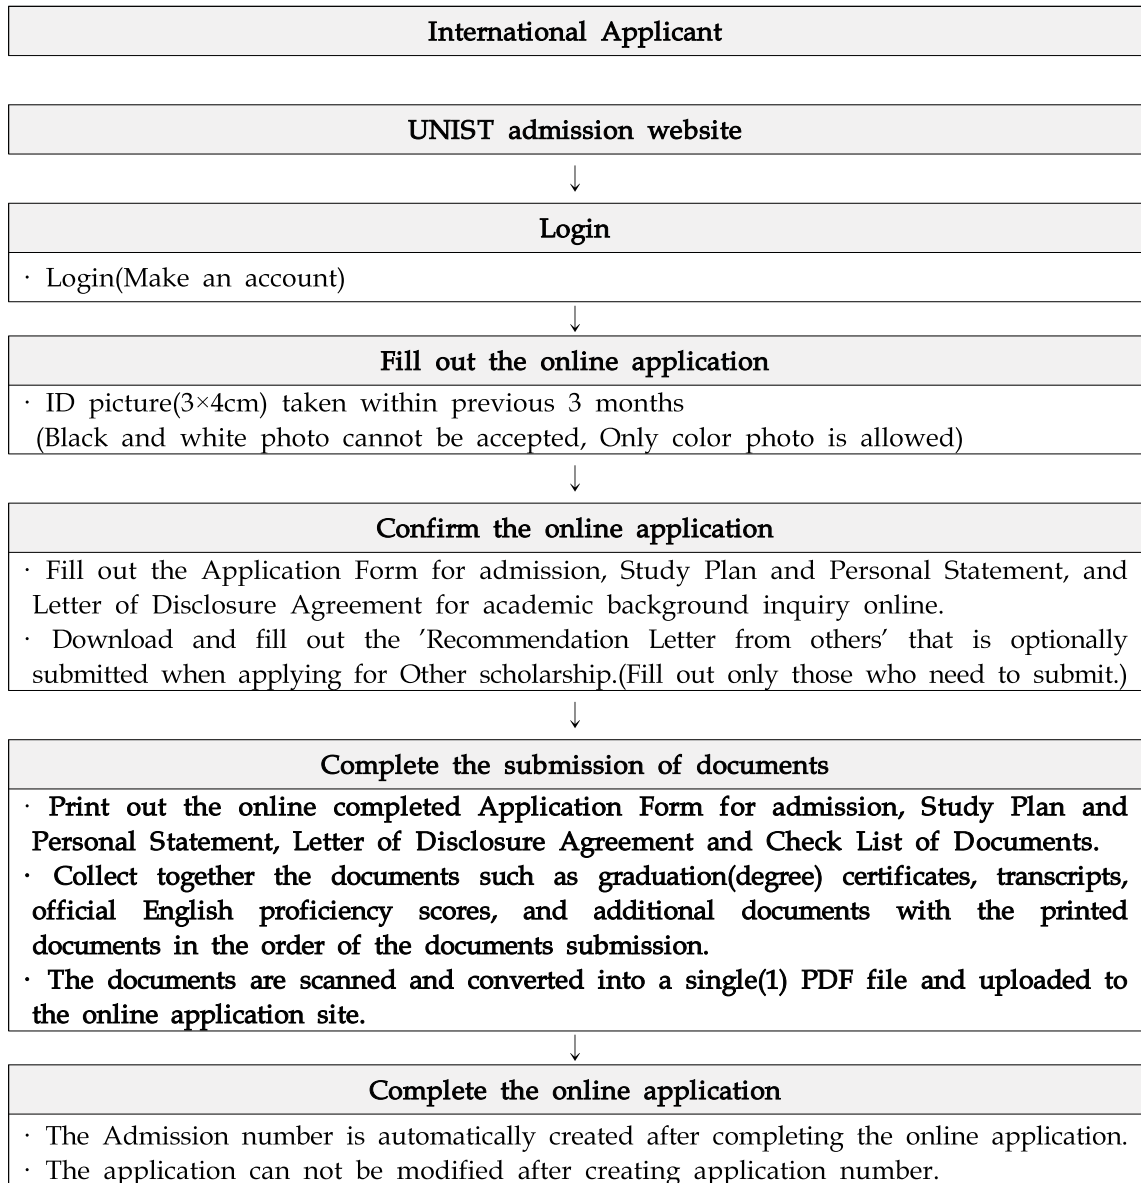 International Applicant
UNIST admission website
↓
Login
· Login(Make an account)
↓
Fill out the online application
· ID picture(3×4cm) taken within previous 3 months
(Black and white photo cannot be accepted, Only color photo is allowed)
↓
Confirm the online application
· Fill out the Application Form for admission, Study Plan and Personal Statement, and
Letter of Disclosure Agreement for academic background inquiry online.
· Download and fill out the ’Recommendation Letter from others’ that is optionally
submitted when applying for Other scholarship.(Fill out only those who need to submit.)
↓
Complete the submission of documents
· Print out the online completed Application Form for admission, Study Plan and
Personal Statement, Letter of Disclosure Agreement and Check List of Documents.
· Collect together the documents such as graduation(degree) certificates, transcripts,
official English proficiency scores, and additional documents with the printed
documents in the order of the documents submission.
· The documents are scanned and converted into a single(1) PDF file and uploaded to
the online application site.
↓
Complete the online application
· The Admission number is automatically created after completing the online application.
· The application can not be modified after creating application number.